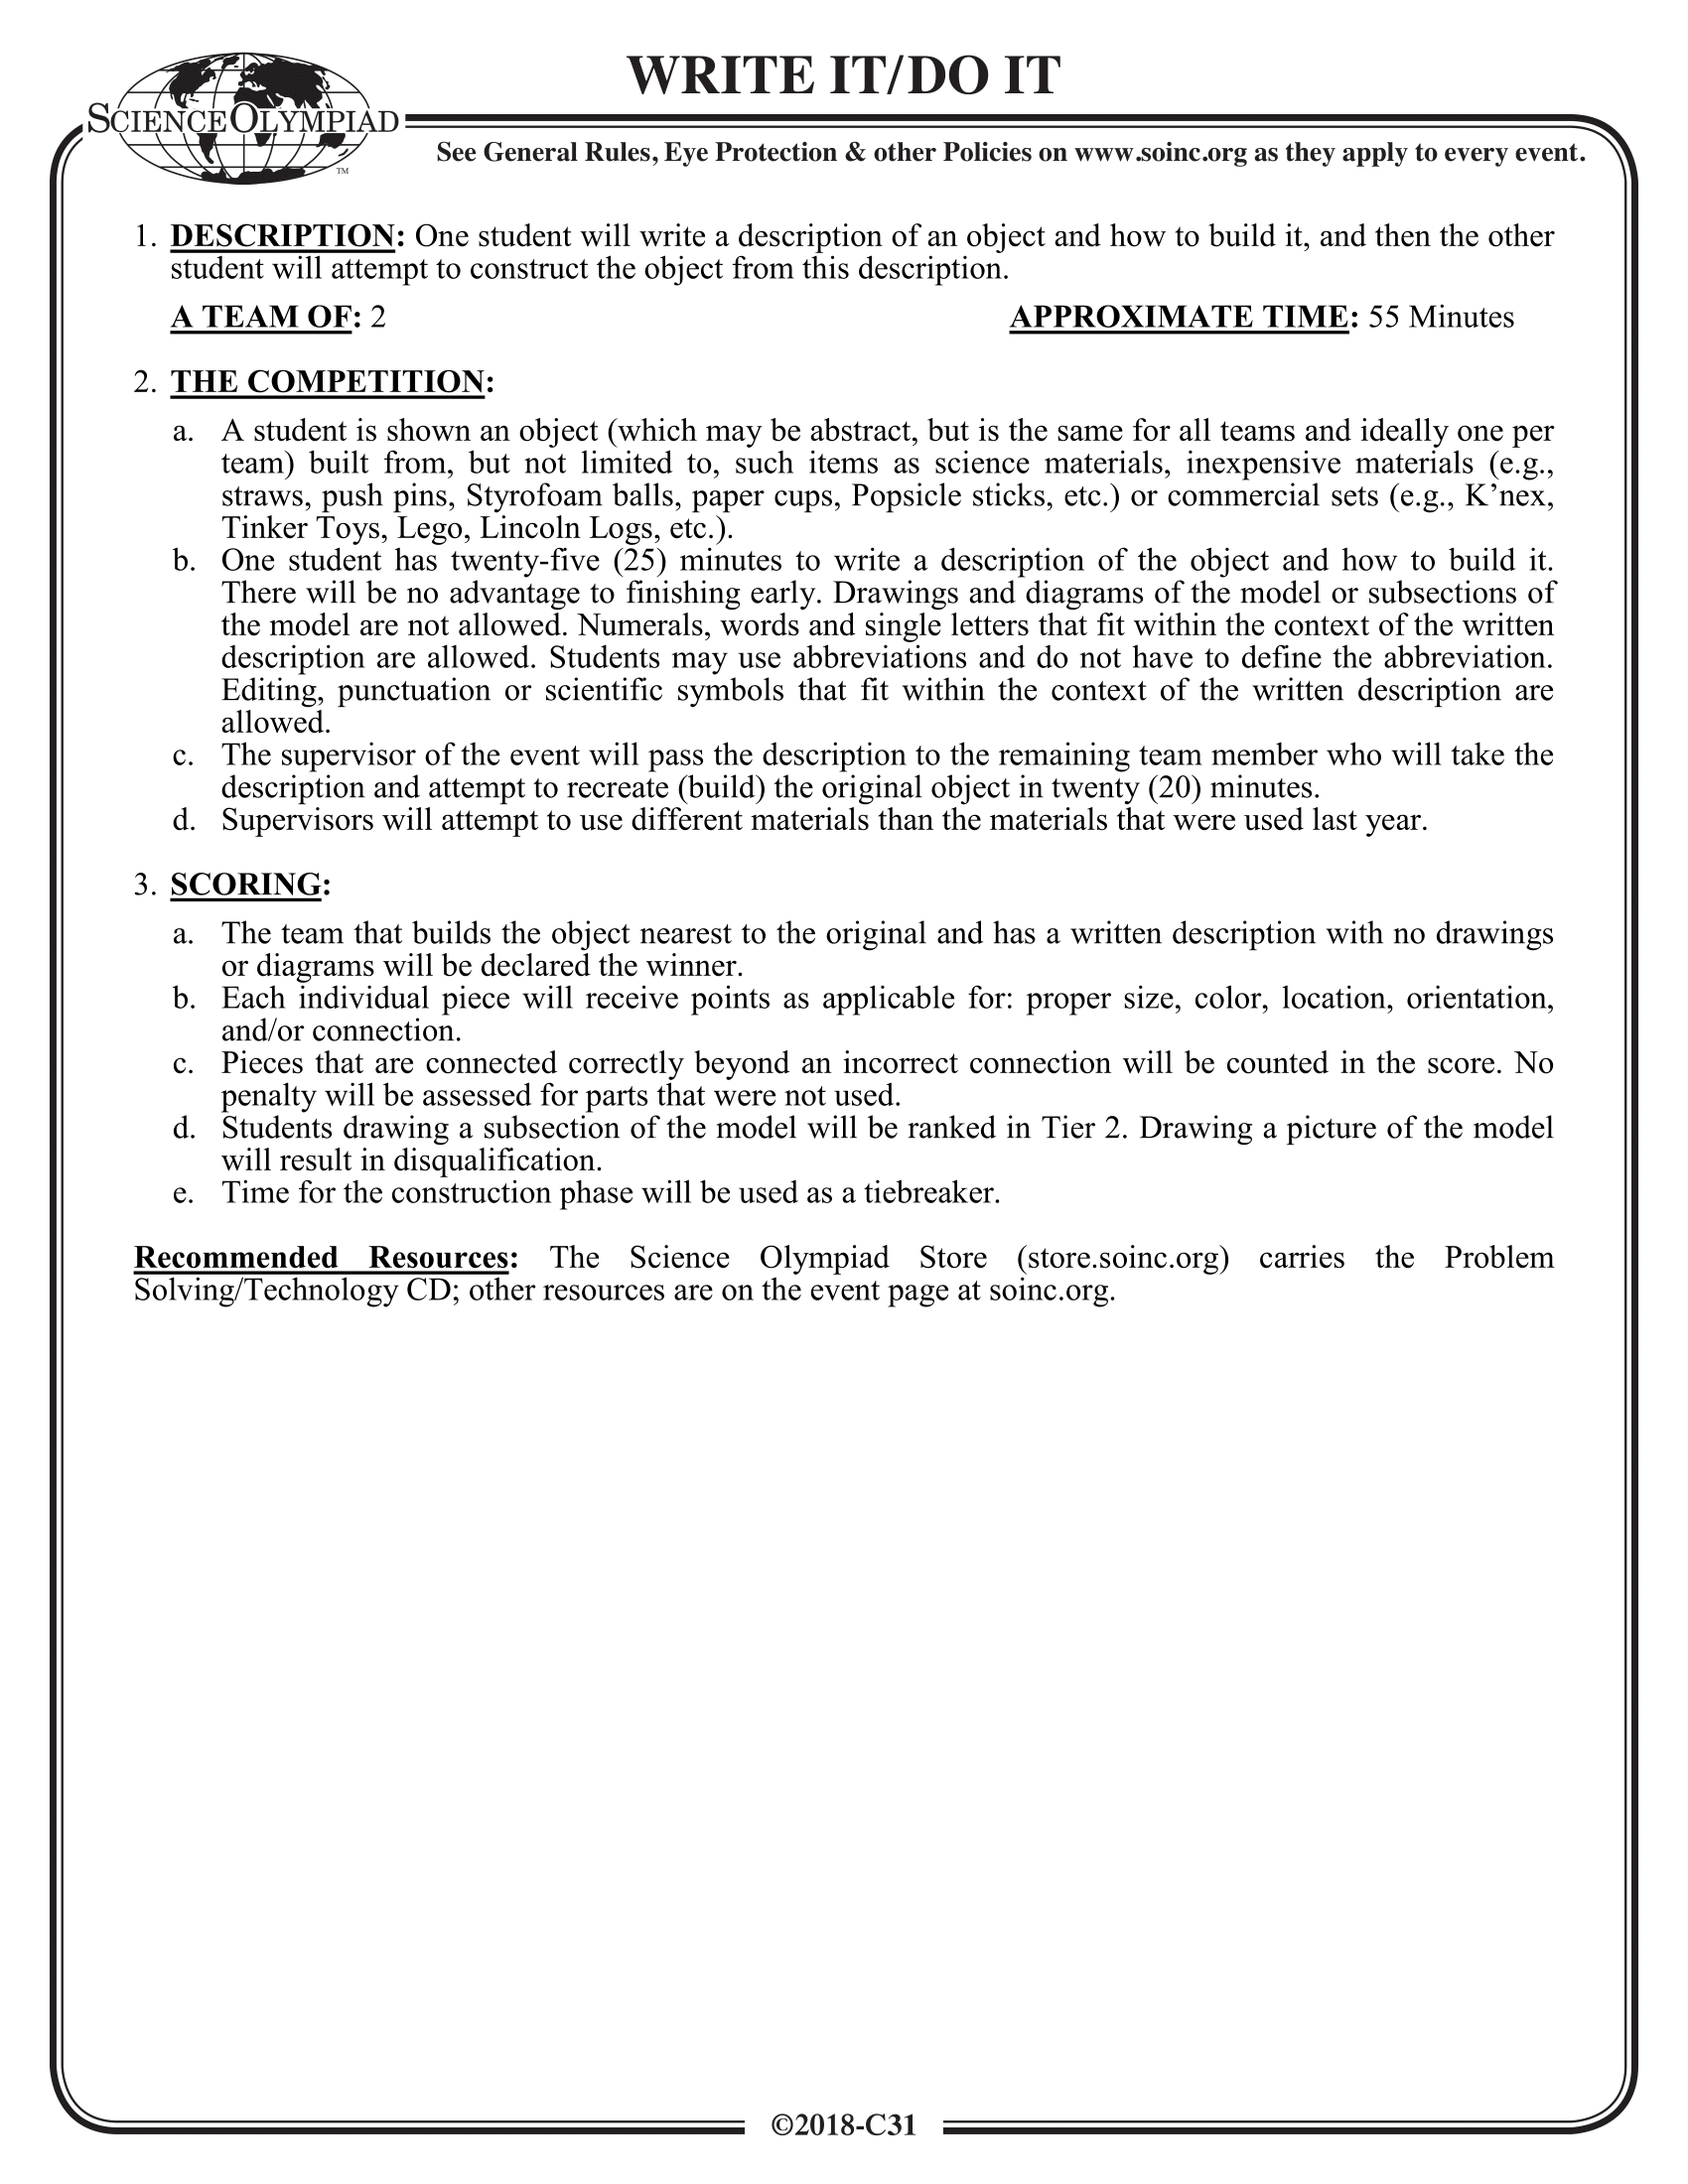 WRITE IT/DO IT
SCIENCE OLYMPIAD
TM
See General Rules, Eye Protection & other Policies on www.soinc.org as they apply to every event.
1. DESCRIPTION: One student will write a description of an object and how to build it, and then the other
student will attempt to construct the object from this description.
A TEAM OF: 2 APPROXIMATE TIME: 55 Minutes
2. THE COMPETITION:
a. A student is shown an object (which may be abstract, but is the same for all teams and ideally one per
team) built from, but not limited to, such items as science materials, inexpensive materials (e.g.,
straws, push pins, Styrofoam balls, paper cups, Popsicle sticks, etc.) or commercial sets (e.g., K’nex,
Tinker Toys, Lego, Lincoln Logs, etc.).
b. One student has twenty-five (25) minutes to write a description of the object and how to build it.
There will be no advantage to finishing early. Drawings and diagrams of the model or subsections of
the model are not allowed. Numerals, words and single letters that fit within the context of the written
description are allowed. Students may use abbreviations and do not have to define the abbreviation.
Editing, punctuation or scientific symbols that fit within the context of the written description are
allowed.
c. The supervisor of the event will pass the description to the remaining team member who will take the
description and attempt to recreate (build) the original object in twenty (20) minutes.
d. Supervisors will attempt to use different materials than the materials that were used last year.
3. SCORING:
a. The team that builds the object nearest to the original and has a written description with no drawings
or diagrams will be declared the winner.
b. Each individual piece will receive points as applicable for: proper size, color, location, orientation,
and/or connection.
c. Pieces that are connected correctly beyond an incorrect connection will be counted in the score. No
penalty will be assessed for parts that were not used.
d. Students drawing a subsection of the model will be ranked in Tier 2. Drawing a picture of the model
will result in disqualification.
e. Time for the construction phase will be used as a tiebreaker.
Recommended Resources: The Science Olympiad Store (store.soinc.org) carries the Problem
Solving/Technology CD; other resources are on the event page at soinc.org.
©2018-C31